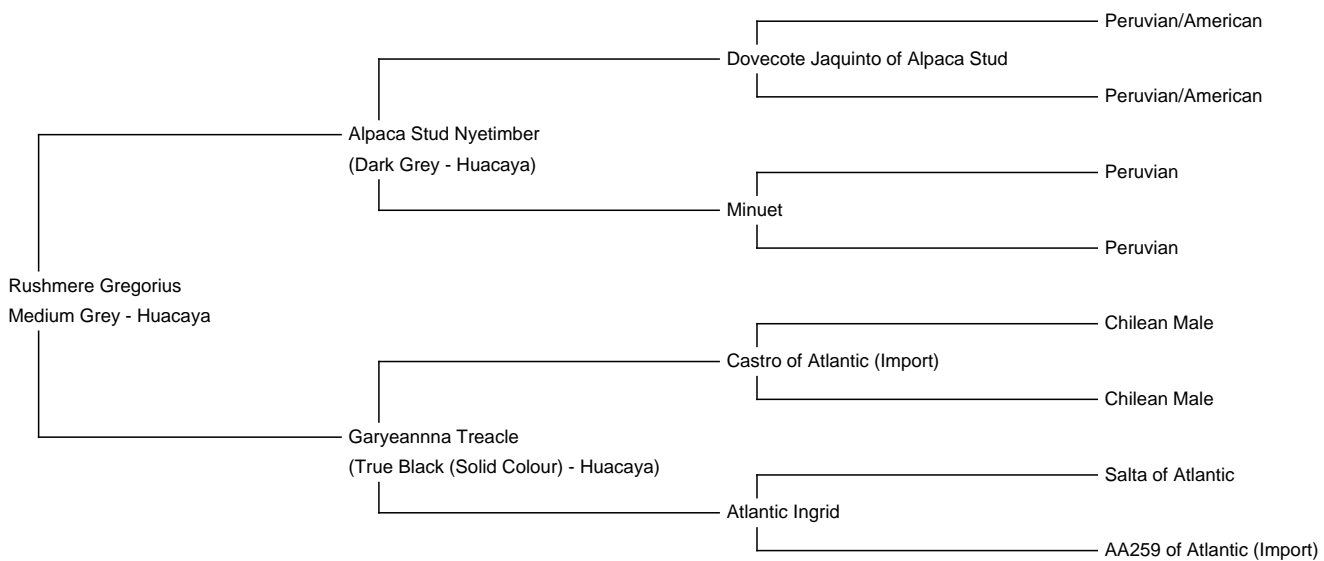 Peruvian/American
Dovecote Jaquinto of Alpaca Stud
Peruvian/American
Alpaca Stud Nyetimber
(Dark Grey - Huacaya)
Peruvian
Minuet
Peruvian
Rushmere Gregorius
Medium Grey - Huacaya
Chilean Male
Castro of Atlantic (Import)
Chilean Male
Garyeannna Treacle
(True Black (Solid Colour) - Huacaya)
Salta of Atlantic
Atlantic Ingrid
AA259 of Atlantic (Import)